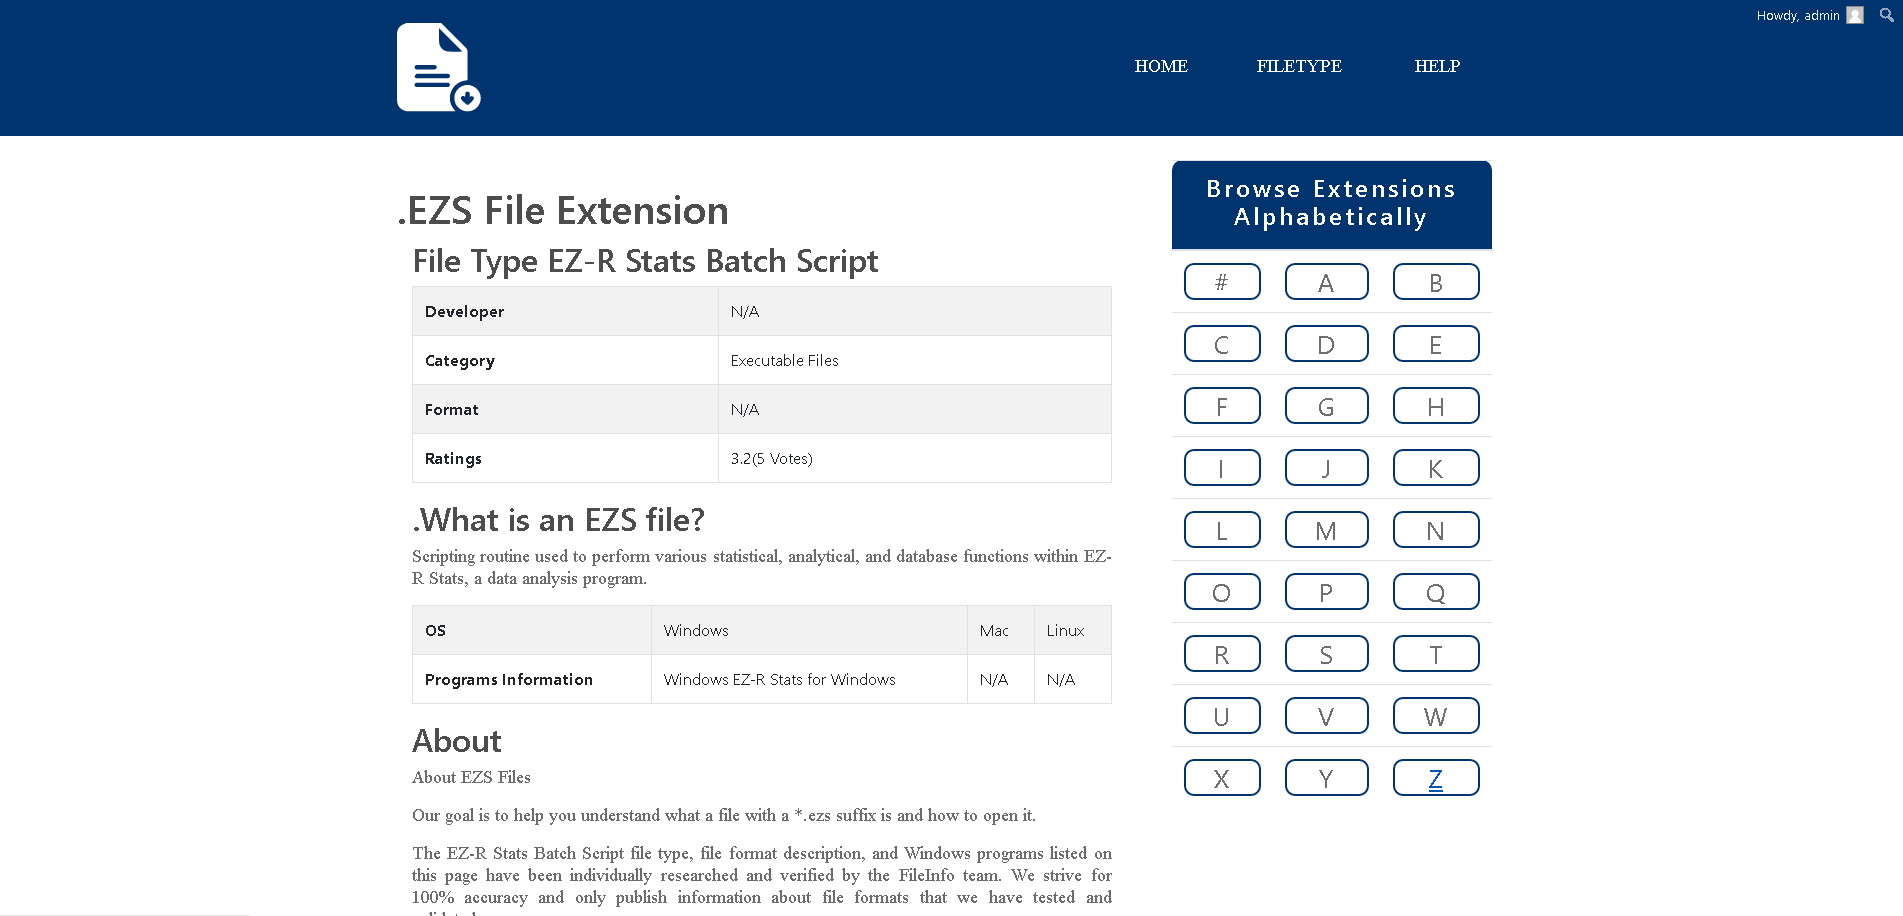 Howdy, admin
HOME FILETYPE HELP
.EZS File Extension
File Type EZ-R Stats Batch Script
Developer N/A
Category Executable Files
Format N/A
Ratings 3.2(5 Votes)
.What is an EZS file?
Scripting routine used to perform various statistical, analytical, and database functions within EZ-
R Stats, a data analysis program.
OS Windows Mac Linux
Programs Information Windows EZ-R Stats for Windows N/A N/A
About
About EZS Files
Our goal is to help you understand what a file with a *.ezs suffix is and how to open it.
The EZ-R Stats Batch Script file type, file format description, and Windows programs listed on
this page have been individually researched and verified by the FileInfo team. We strive for
100% accuracy and only publish information about file formats that we have tested and
Browse Extensions
Alphabetically
# A B
C D E
F G H
I J K
L M N
O P Q
R S T
U V W
X Y Z